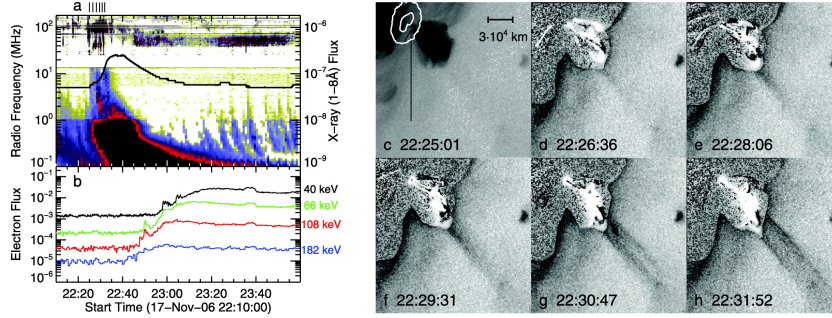 a
Radio Frequency (MHz)
10² 10¹ 10⁰ 10⁻¹
10⁻⁶ 10⁻⁷ 10⁻⁸ 10⁻⁹
X−ray (1−8Å) Flux
b
Electron Flux
10⁻¹ 10⁻² 10⁻³ 10⁻⁴ 10⁻⁵ 10⁻⁶
40 keV
66 keV
108 keV
182 keV
22:20 22:40 23:00 23:20 23:40
Start Time (17−Nov−06 22:10:00)
3·10⁴ km
c 22:25:01
d 22:26:36
e 22:28:06
f 22:29:31
g 22:30:47
h 22:31:52